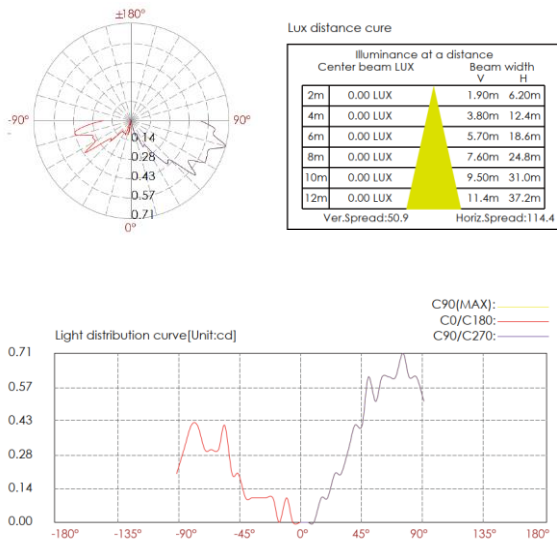 ±180°
-90°
90°
-
0.14
0.28
0.43
0.57
0.71
0°
Lux distance cure
Illuminance at a distance
Center beam LUX Beam width
V H
2m 0.00 LUX 1.90m 6.20m
4m 0.00 LUX 3.80m 12.4m
6m 0.00 LUX 5.70m 18.6m
8m 0.00 LUX 7.60m 24.8m
10m 0.00 LUX 9.50m 31.0m
12m 0.00 LUX 11.4m 37.2m
Ver.Spread:50.9 Horiz.Spread:114.4
C90(MAX):
C0/C180:
C90/C270:
Light distribution curve[Unit:cd]
0.71
0.57
0.43
0.28
0.14
0.00
-180° -135° -90° -45° 0° 45° 90° 135° 180°